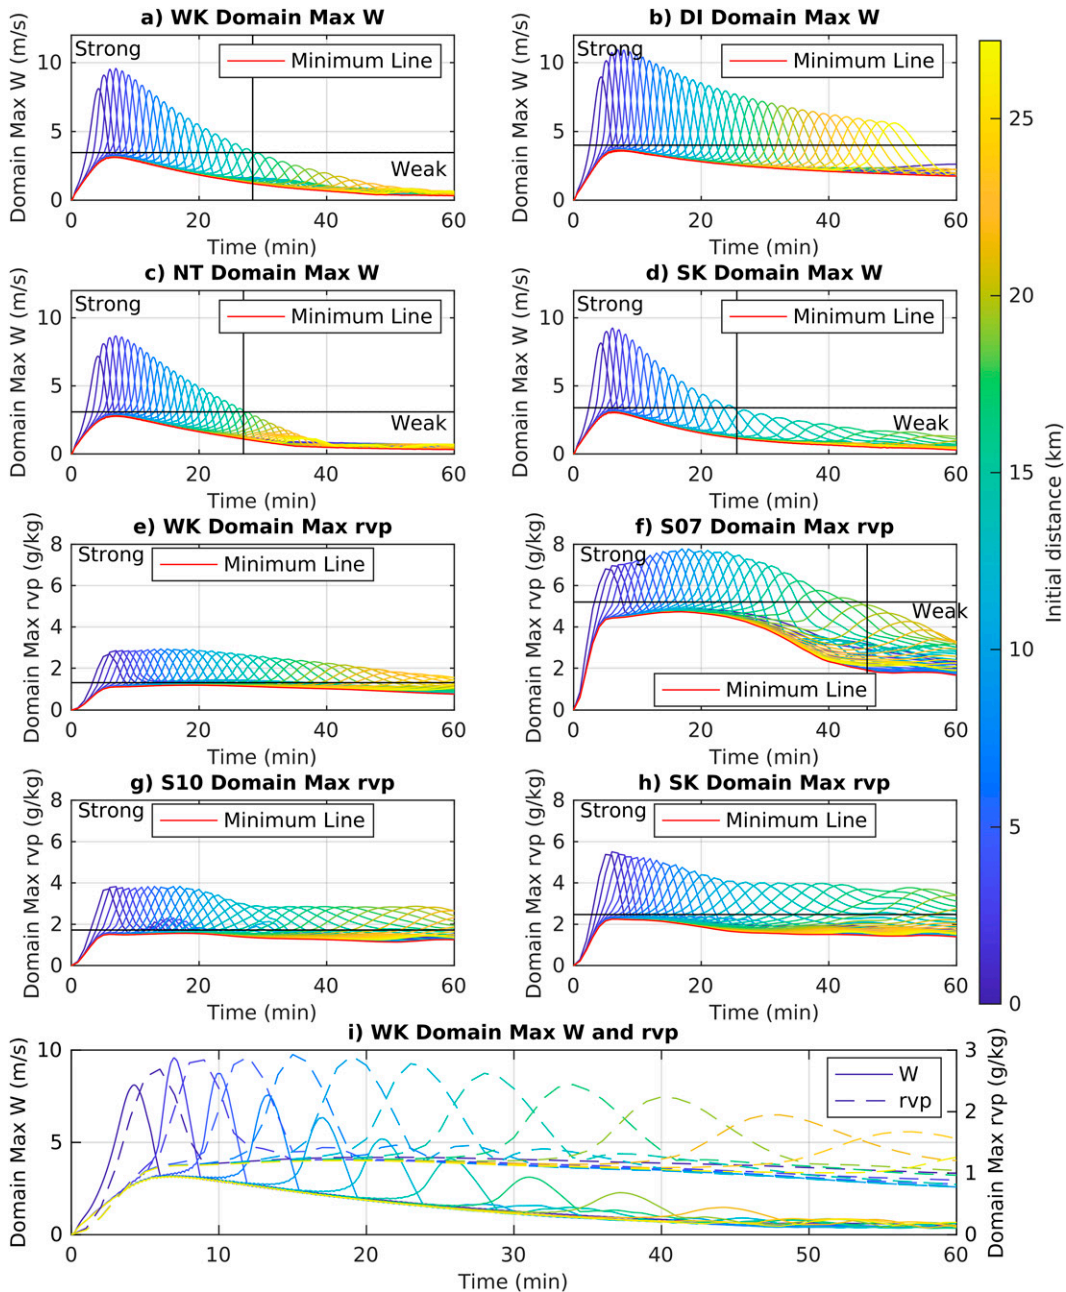 a) WK Domain Max W
Domain Max W (m/s)
10
5
0
Strong
Minimum Line
Weak
0 20 40 60
Time (min)
b) DI Domain Max W
Domain Max W (m/s)
10
5
0
Strong
Minimum Line
0 20 40 60
Time (min)
c) NT Domain Max W
Domain Max W (m/s)
10
5
0
Strong
Minimum Line
Weak
0 20 40 60
Time (min)
d) SK Domain Max W
Domain Max W (m/s)
10
5
0
Strong
Minimum Line
Weak
0 20 40 60
Time (min)
e) WK Domain Max rvp
Domain Max rvp (g/kg)
8
6
4
2
0
Strong
Minimum Line
0 20 40 60
Time (min)
f) S07 Domain Max rvp
Domain Max rvp (g/kg)
8
6
4
2
0
Strong
Weak
Minimum Line
0 20 40 60
Time (min)
g) S10 Domain Max rvp
Domain Max rvp (g/kg)
8
6
4
2
0
Strong
Minimum Line
0 20 40 60
Time (min)
h) SK Domain Max rvp
Domain Max rvp (g/kg)
8
6
4
2
0
Strong
Minimum Line
0 20 40 60
Time (min)
25
20
15
10
5
0
Initial distance (km)
i) WK Domain Max W and rvp
Domain Max W (m/s)
10
5
0
W
rvp
3
2
1
0
Domain Max rvp (g/kg)
0 10 20 30 40 50 60
Time (min)